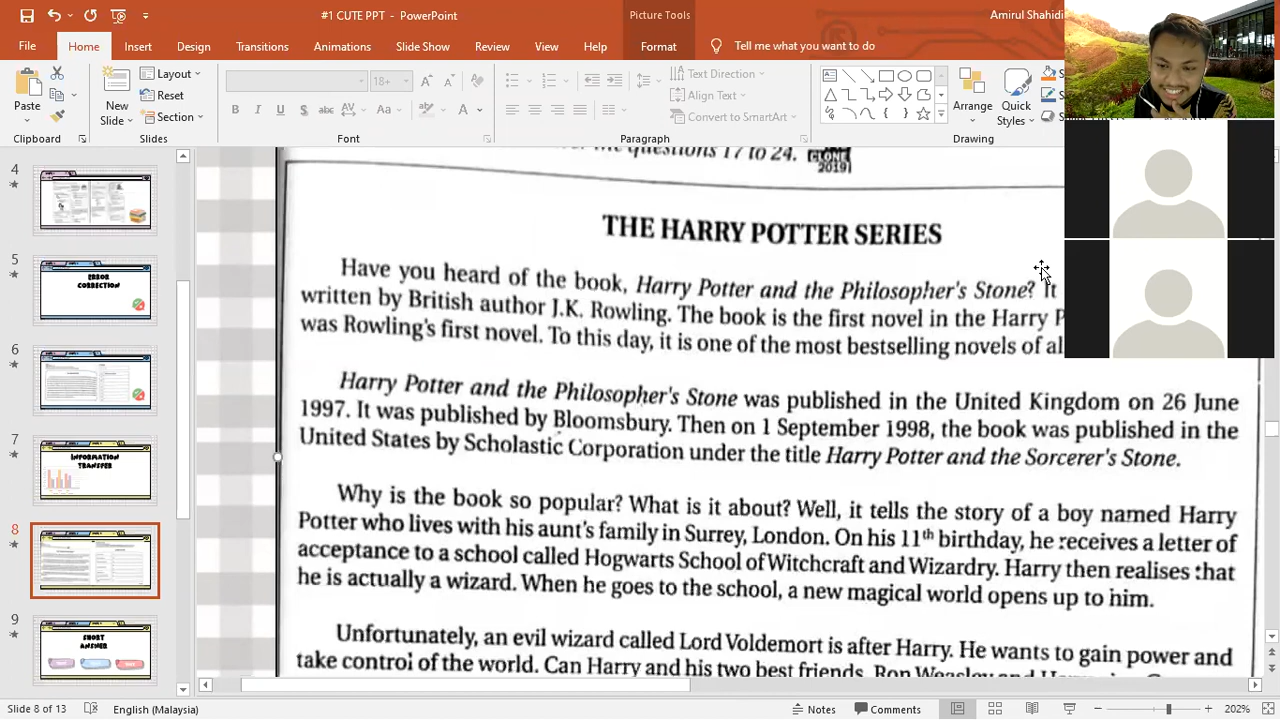 #1 CUTE PPT - PowerPoint
Picture Tools
Amirul Shahidi
File Home Insert Design Transitions Animations Slide Show Review View Help Format Tell me what you want to do
Paste
New Slide
Layout
Reset
Section
18+
B I U S abc AV Aa A
Text Direction
Align Text
Convert to SmartArt
Arrange
Quick Styles
Clipboard Slides Font Paragraph Drawing
4
5
ERROR
CORRECTION
6
7
INFORMATION
TRANSFER
8
9
SHORT
ANSWER
the questions 17 to 24. CLONE
2019
THE HARRY POTTER SERIES
Have you heard of the book, Harry Potter and the Philosopher's Stone? It
written by British author J.K. Rowling. The book is the first novel in the Harry P
was Rowling's first novel. To this day, it is one of the most bestselling novels of al
Harry Potter and the Philosopher's Stone was published in the United Kingdom on 26 June
1997. It was published by Bloomsbury. Then on 1 September 1998, the book was published in the
United States by Scholastic Corporation under the title Harry Potter and the Sorcerer's Stone.
Why is the book so popular? What is it about? Well, it tells the story of a boy named Harry
Potter who lives with his aunt's family in Surrey, London. On his 11th birthday, he receives a letter of
acceptance to a school called Hogwarts School of Witchcraft and Wizardry. Harry then realises that
he is actually a wizard. When he goes to the school, a new magical world opens up to him.
Unfortunately, an evil wizard called Lord Voldemort is after Harry. He wants to gain power and
take control of the world. Can Harry and his two best friends, Ron Weasley and
Slide 8 of 13 English (Malaysia) Notes Comments 202%